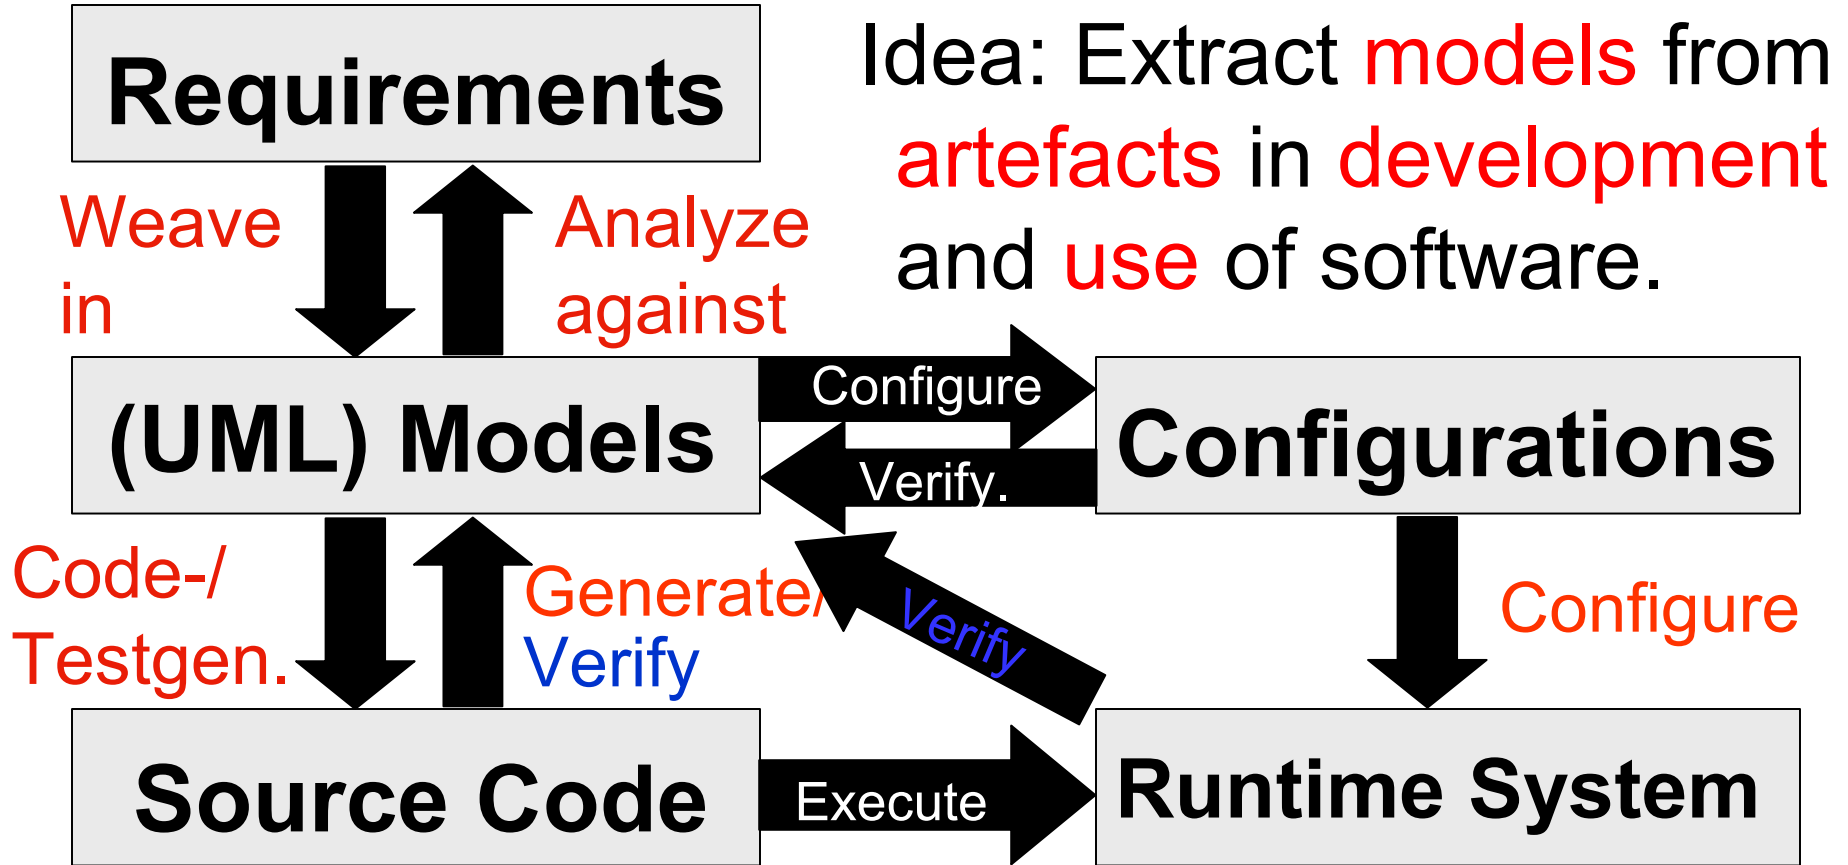 Requirements
Idea: Extract models from
artefacts in development
and use of software.
Weave
in
Analyze
against
(UML) Models
Configure
Verify.
Configurations
Code-/
Testgen.
Generate/
Verify
Verify
Configure
Source Code
Execute
Runtime System